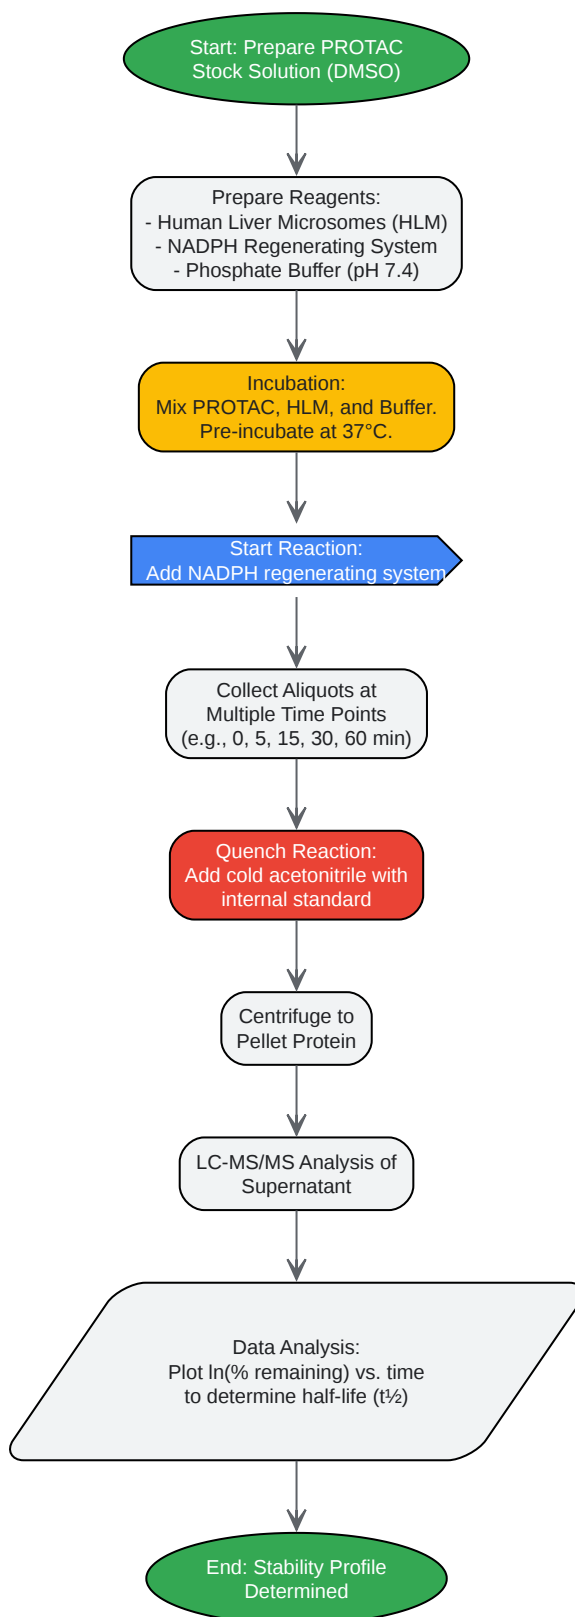 Start: Prepare PROTAC
Stock Solution (DMSO)
Prepare Reagents:
- Human Liver Microsomes (HLM)
- NADPH Regenerating System
- Phosphate Buffer (pH 7.4)
Incubation:
Mix PROTAC, HLM, and Buffer.
Pre-incubate at 37°C.
Start Reaction:
Add NADPH regenerating system
Collect Aliquots at
Multiple Time Points
(e.g., 0, 5, 15, 30, 60 min)
Quench Reaction:
Add cold acetonitrile with
internal standard
Centrifuge to
Pellet Protein
LC-MS/MS Analysis of
Supernatant
Data Analysis:
Plot ln(% remaining) vs. time
to determine half-life (t½)
End: Stability Profile
Determined